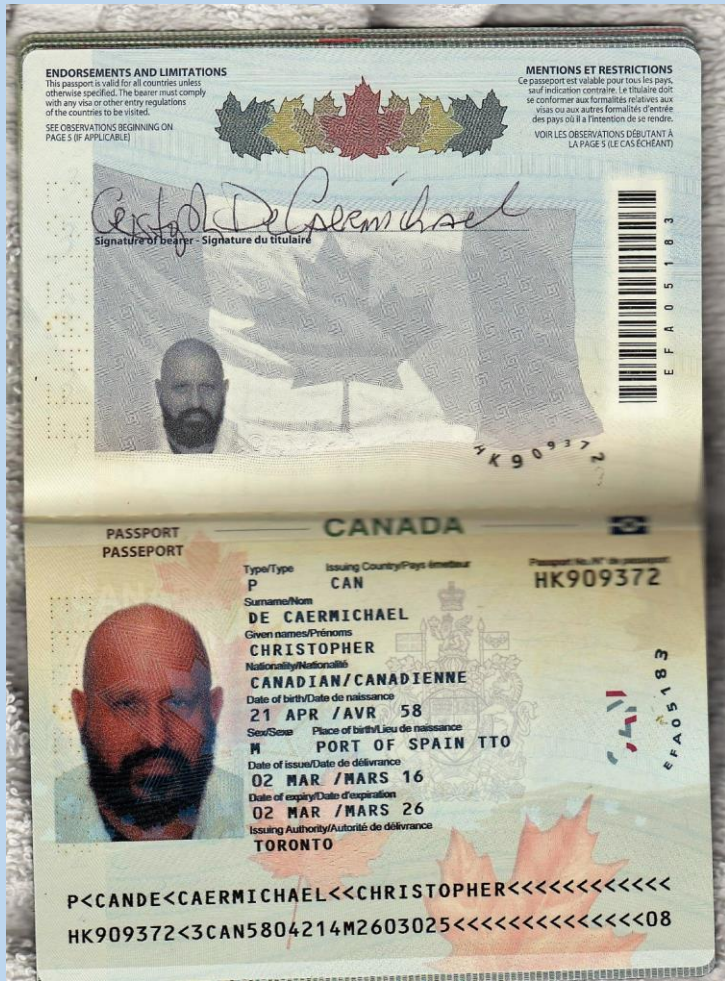 ENDORSEMENTS AND LIMITATIONS
This passport is valid for all countries unless
otherwise specified. The bearer must comply
with any visa or other entry regulations
of the countries to be visited.
SEE OBSERVATIONS BEGINNING ON
PAGE 5 (IF APPLICABLE)
MENTIONS ET RESTRICTIONS
Ce passeport est valable pour tous les pays,
sauf indication contraire. Le titulaire doit
se conformer aux formalités relatives aux
visas ou aux autres formalités d'entrée
des pays où il a l'intention de se rendre.
VOIR LES OBSERVATIONS DÉBUTANT À
LA PAGE 5 (LE CAS ÉCHÉANT)
De Caermichael
Signature of bearer - Signature du titulaire
EFA05183
HK909372
PASSPORT
PASSEPORT
CANADA
Type/Type Issuing Country/Pays émetteur Passport No./N° de passeport
P CAN HK909372
Surname/Nom
DE CAERMICHAEL
Given names/Prénoms
CHRISTOPHER
Nationality/Nationalité
CANADIAN/CANADIENNE
Date of birth/Date de naissance
21 APR /AVR 58
Sex/Sexe Place of birth/Lieu de naissance
M PORT OF SPAIN TTO
Date of issue/Date de délivrance
02 MAR /MARS 16
Date of expiry/Date d'expiration
02 MAR /MARS 26
Issuing Authority/Autorité de délivrance
TORONTO
CAN
EFA05183
P<CANDE<CAERMICHAEL<<CHRISTOPHER<<<<<<<<<<<<
HK909372<3CAN5804214M2603025<<<<<<<<<<<<<<08